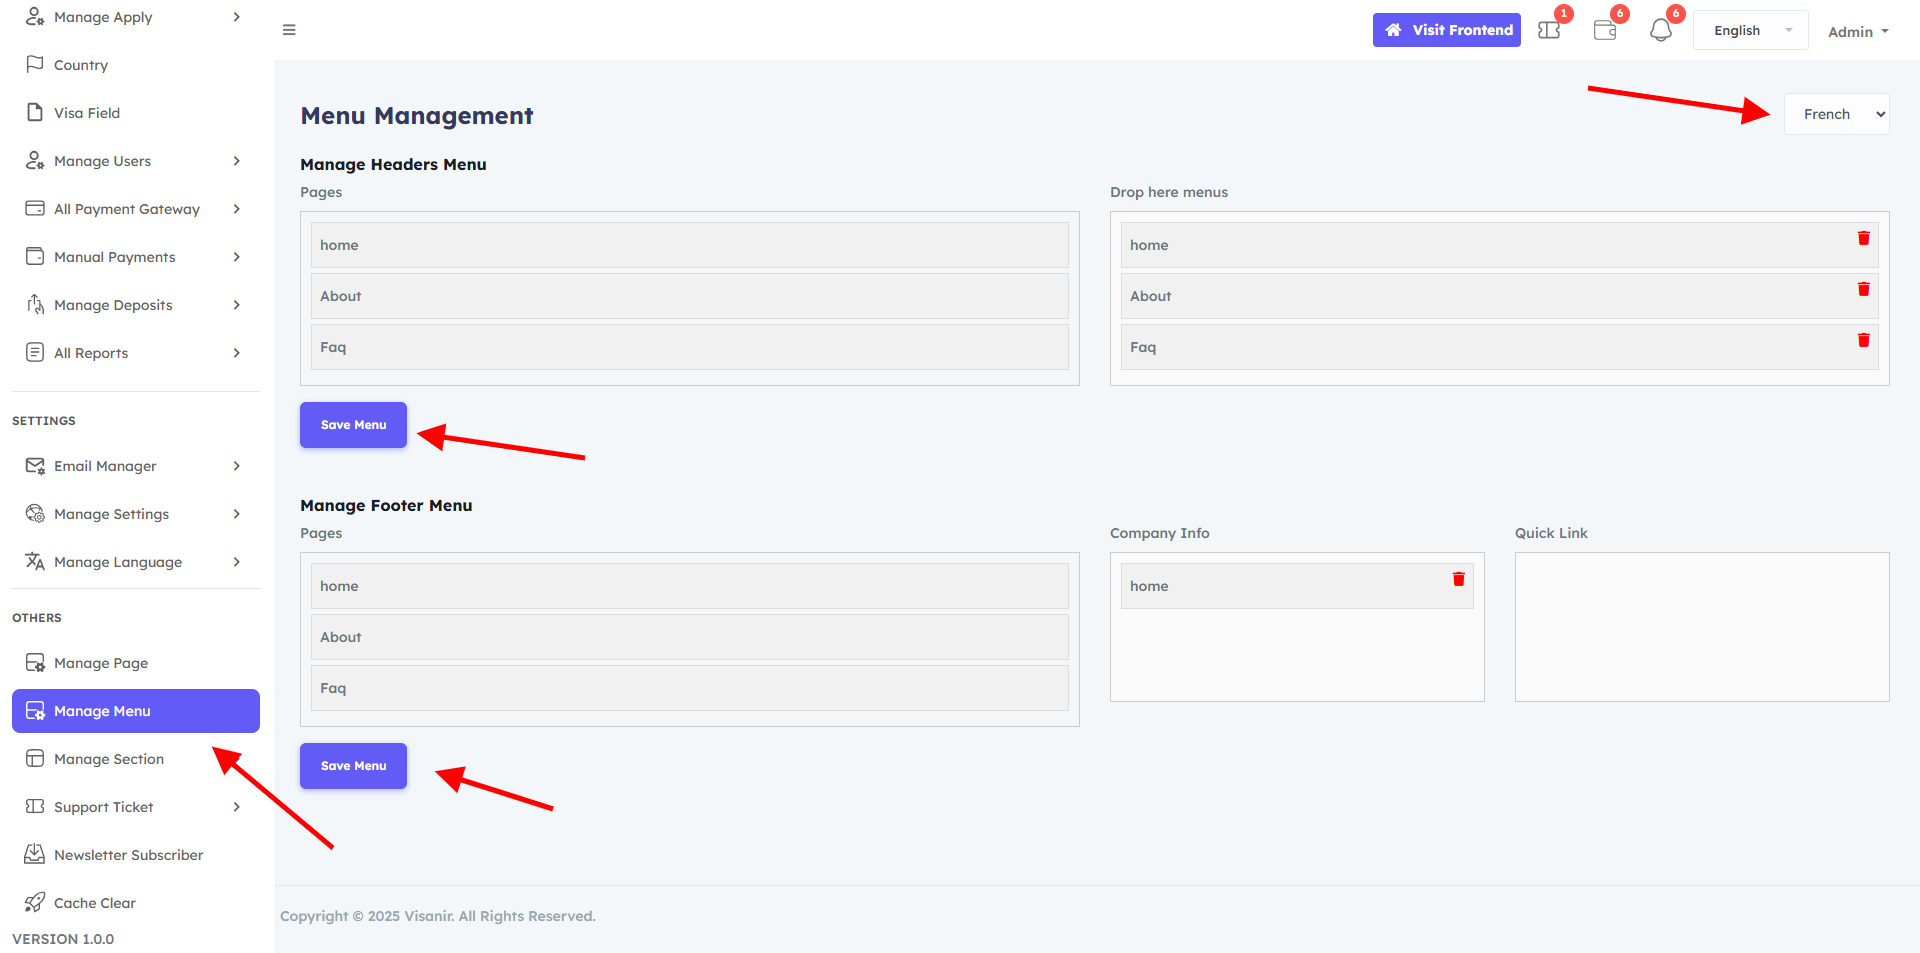 Manage Apply
Country
Visa Field
Manage Users
All Payment Gateway
Manual Payments
Manage Deposits
All Reports
SETTINGS
Email Manager
Manage Settings
Manage Language
OTHERS
Manage Page
Manage Menu
Manage Section
Support Ticket
Newsletter Subscriber
Cache Clear
VERSION 1.0.0
Visit Frontend
1
6
6
English
Admin
Menu Management
French
Manage Headers Menu
Pages
home
About
Faq
Drop here menus
home
About
Faq
Save Menu
Manage Footer Menu
Pages
home
About
Faq
Company Info
home
Quick Link
Save Menu
Copyright © 2025 Visanir. All Rights Reserved.